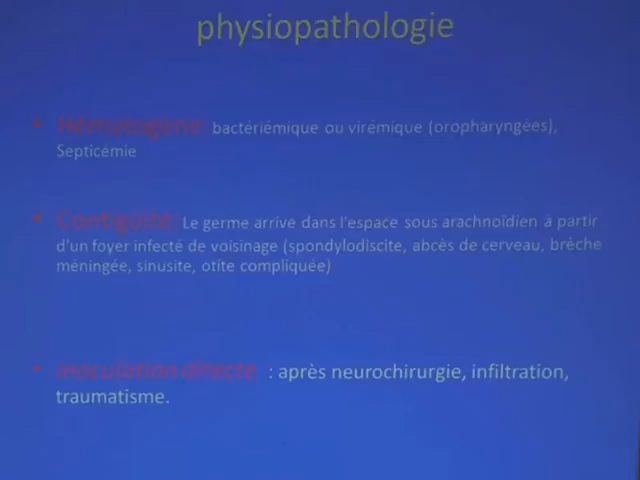 physiopathologie
• Hématogène: bactériémique ou virémique (oropharyngées),
Septicémie
• Contiguïté: Le germe arrive dans l'espace sous arachnoïdien à partir
d'un foyer infecté de voisinage (spondylodiscite, abcès de cerveau, brèche
méningée, sinusite, otite compliquée)
• Inoculation directe : après neurochirurgie, infiltration,
traumatisme.